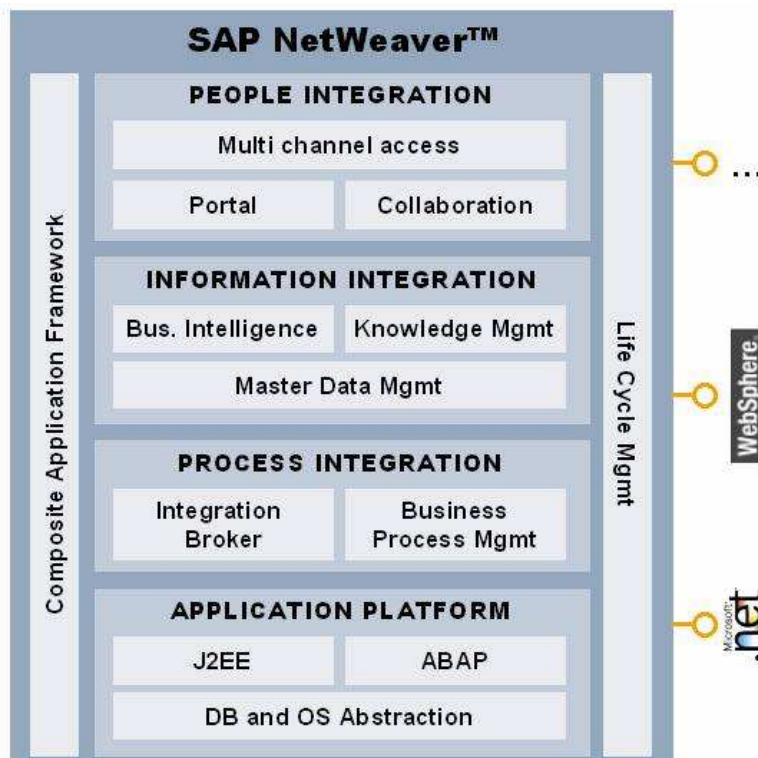 SAP NetWeaver™
Composite Application Framework
PEOPLE INTEGRATION
Multi channel access
Portal
Collaboration
INFORMATION INTEGRATION
Bus. Intelligence
Knowledge Mgmt
Master Data Mgmt
PROCESS INTEGRATION
Integration
Broker
Business
Process Mgmt
APPLICATION PLATFORM
J2EE
ABAP
DB and OS Abstraction
Life Cycle Mgmt
...
WebSphere.
Microsoft
.net